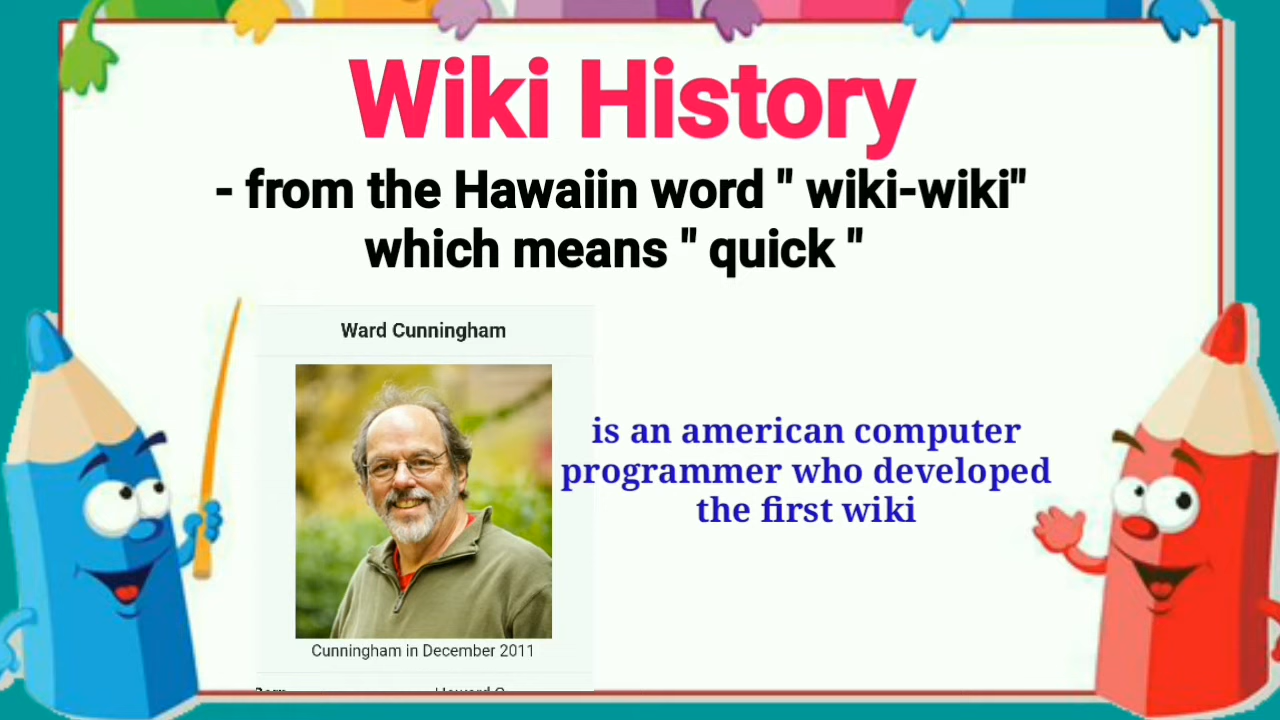 Wiki History
- from the Hawaiin word " wiki-wiki"
which means " quick "
Ward Cunningham
is an american computer
programmer who developed
the first wiki
Cunningham in December 2011